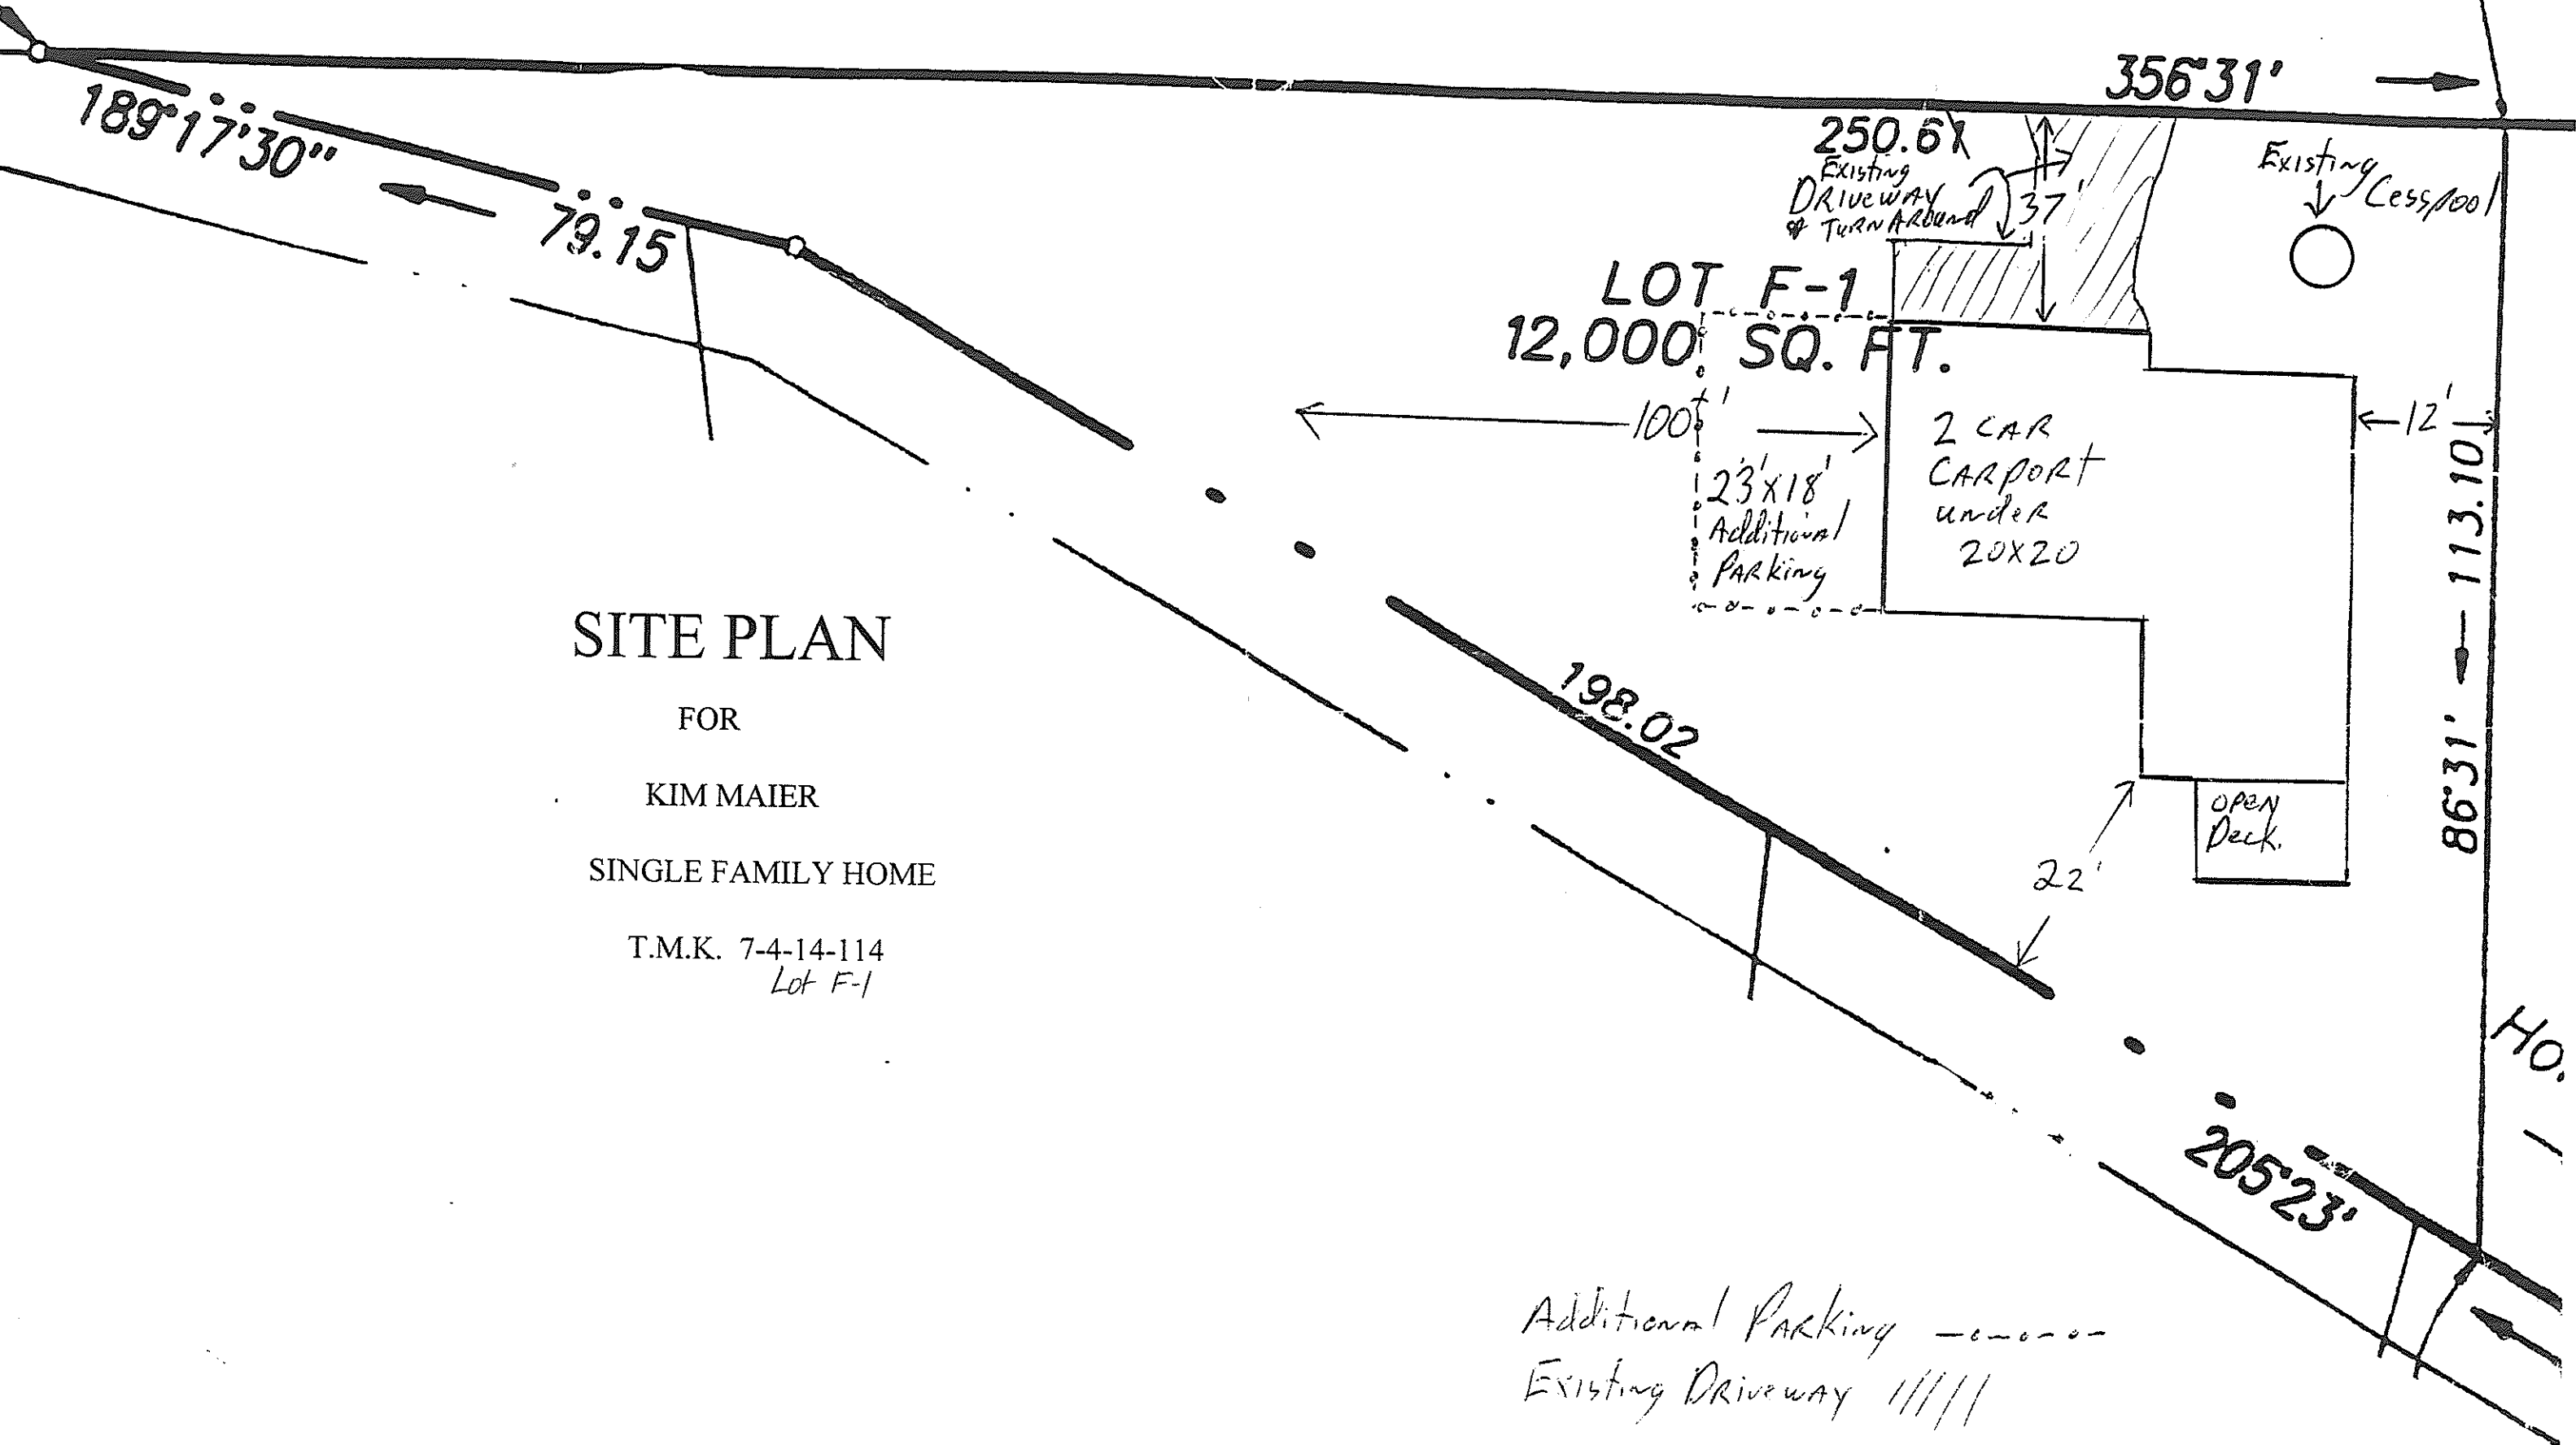 356°31'
189°17'30"
79.15
250.6
Existing
DRIVEWAY
& TURNAROUND
37'
Existing
Cesspool
LOT F-1
12,000 SQ. FT.
100±'
2 CAR
CARPORT
under
20X20
12'
23'X18'
Additional
PARKing
113.10
86°31'
198.02
OPEN
Deck.
22'
SITE PLAN
FOR
KIM MAIER
SINGLE FAMILY HOME
T.M.K. 7-4-14-114
Lot F-1
HO.
205°23'
Additional PARKing
Existing DRIVEWAY